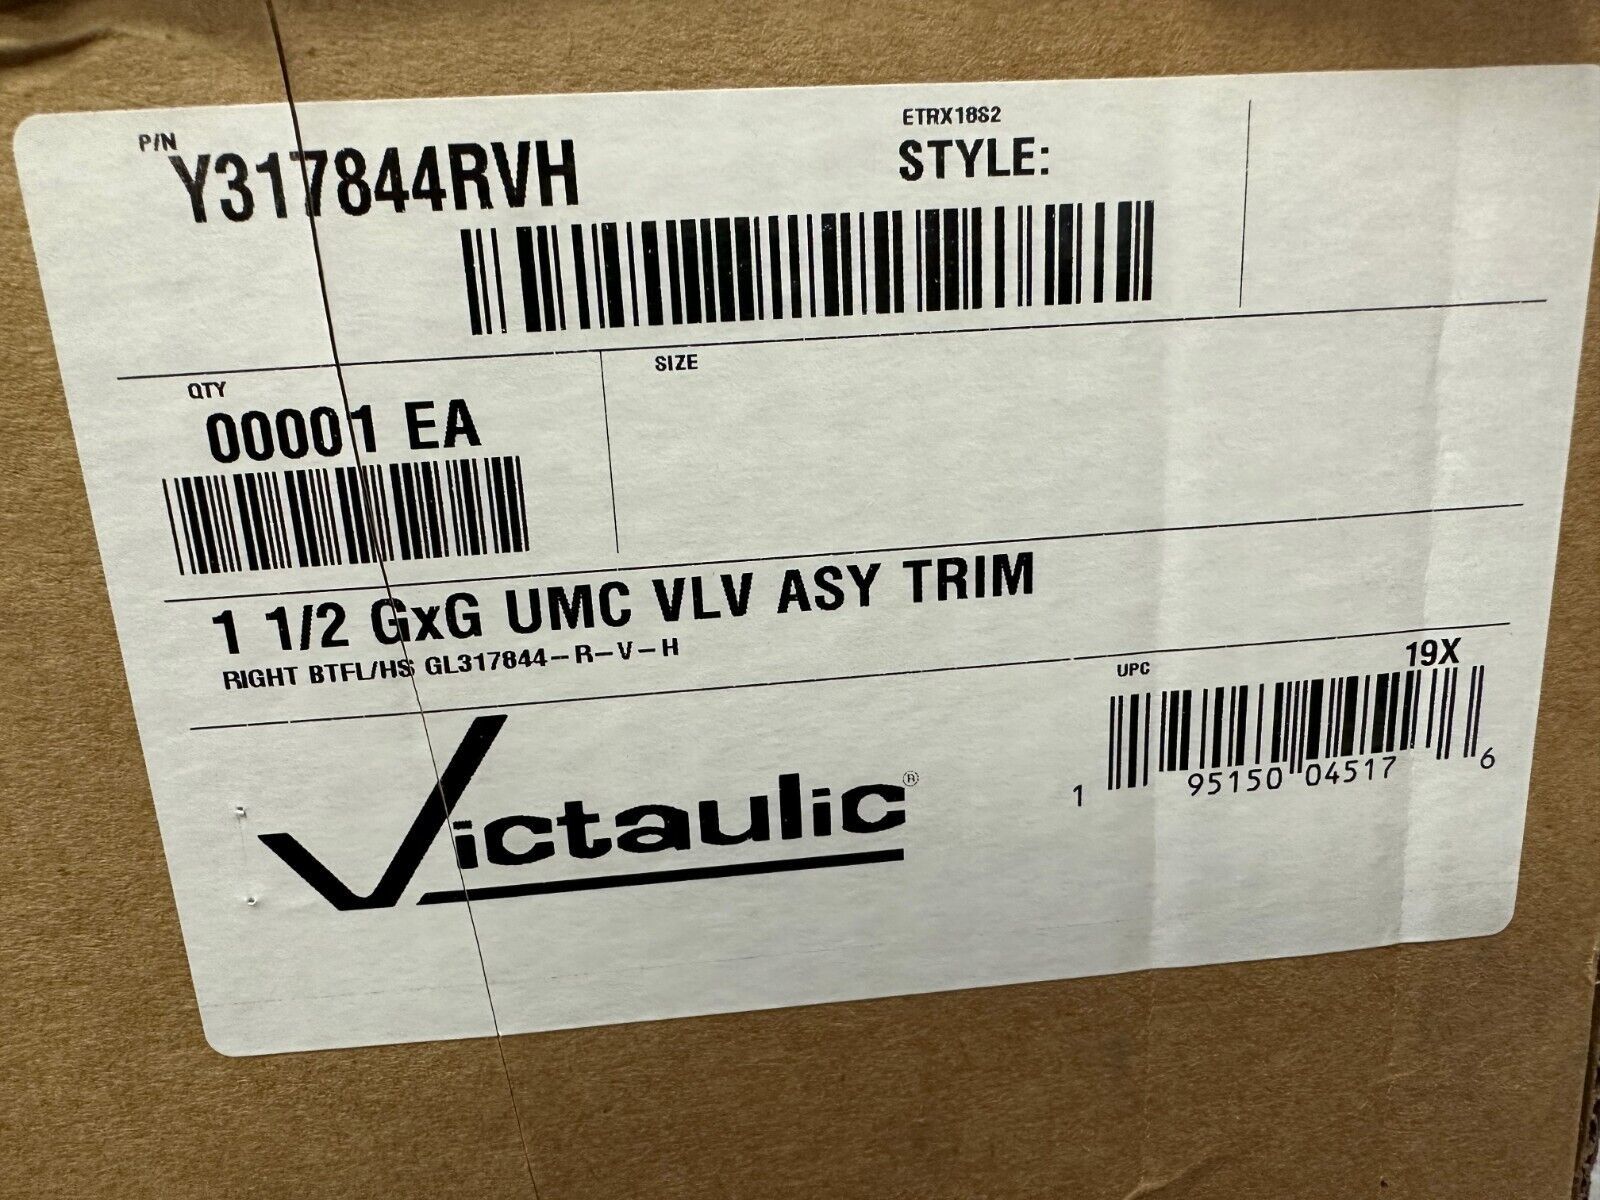 P/N
Y317844RVH
ETRX18S2
STYLE:
QTY
00001 EA
SIZE
1 1/2 GxG UMC VLV ASY TRIM
RIGHT BTFL/HS GL317844-R-V-H
Victaulic®
UPC
19X
1 95150 04517 6